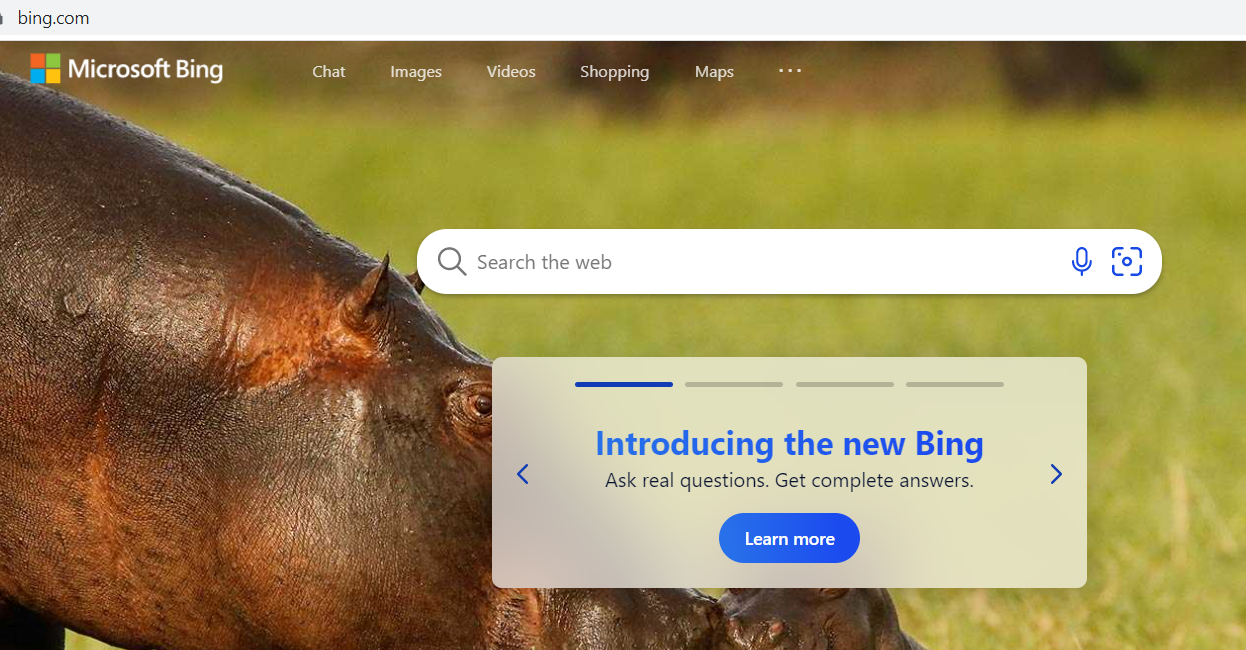 bing.com
Microsoft Bing
Chat Images Videos Shopping Maps ...
Search the web
Introducing the new Bing
Ask real questions. Get complete answers.
Learn more